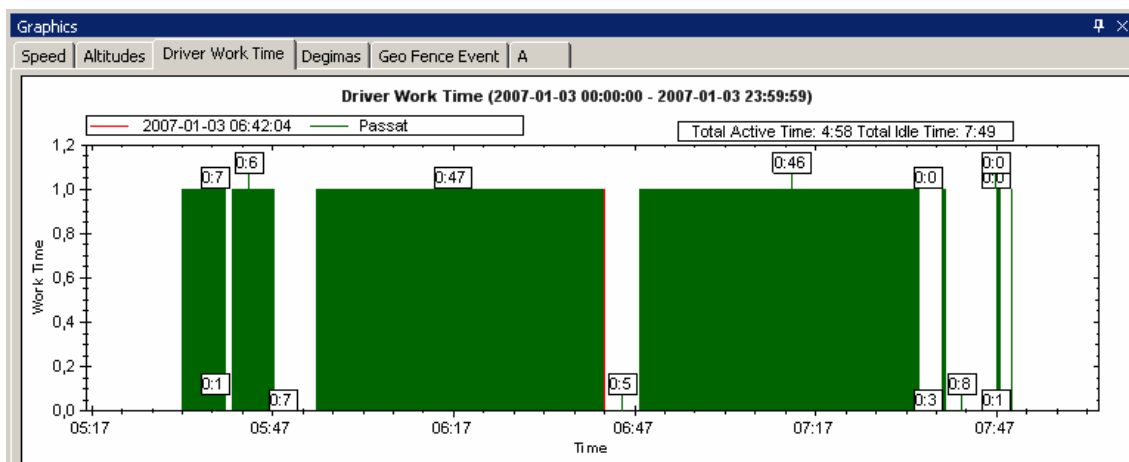 Graphics
Speed Altitudes Driver Work Time Degimas Geo Fence Event A
Driver Work Time (2007-01-03 00:00:00 - 2007-01-03 23:59:59)
2007-01-03 06:42:04 Passat
Total Active Time: 4:58 Total Idle Time: 7:49
1,2
0:7 0:6 0:47 0:46 0:0 0:0 0:0
1,0
0,8
0,6
0,4
0,2
0,0
Work Time
0:1 0:7 0:5 0:3 0:8 0:1
05:17 05:47 06:17 06:47 07:17 07:47
Time